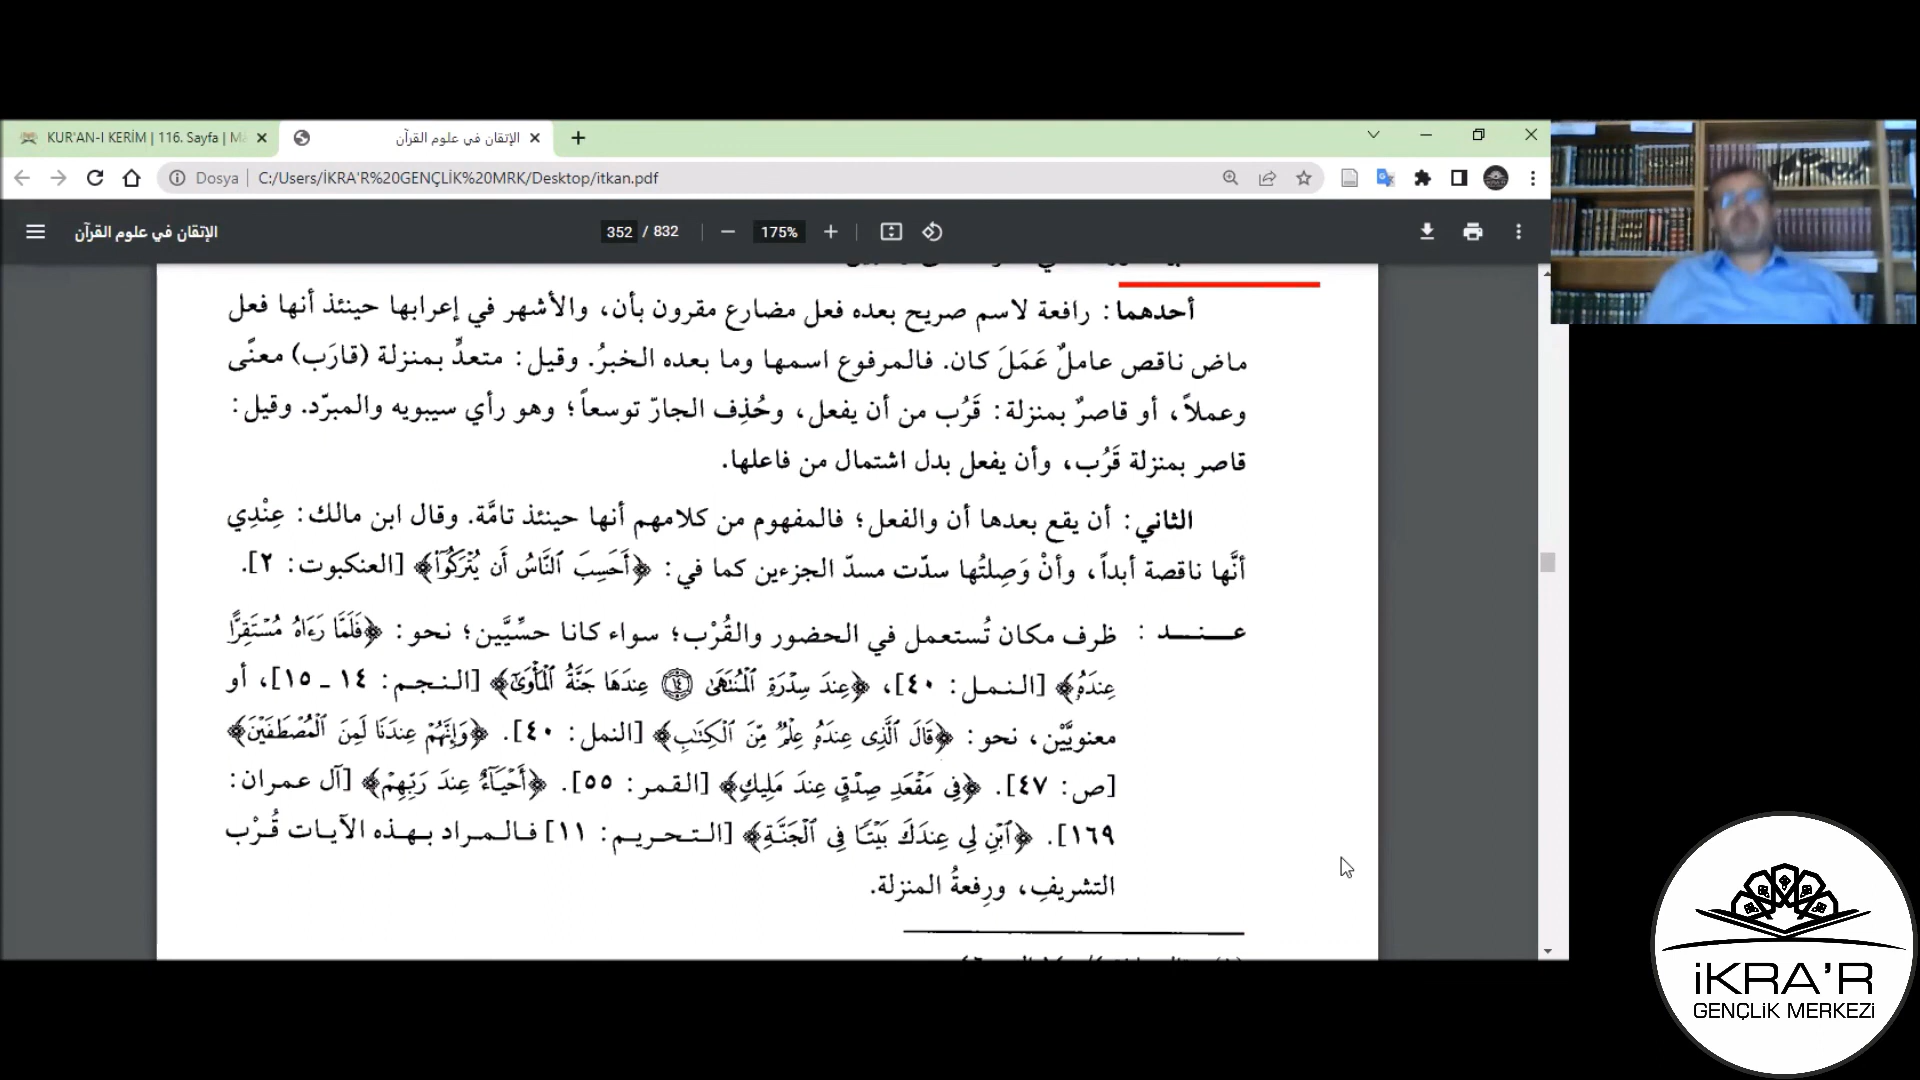 KUR'AN-I KERİM | 116. Sayfa | Ma
الإتقان في علوم القرآن
Dosya
C:/Users/İKRA'R%20GENÇLİK%20MRK/Desktop/itkan.pdf
الإتقان في علوم القرآن
352 / 832
175%
أحدهما: رافعة لاسم صريح بعده فعل مضارع مقرون بأن، والأشهر في إعرابها حينئذ أنها فعل
ماض ناقص عاملٌ عَمَلَ كان. فالمرفوع اسمها وما بعده الخبرُ. وقيل: متعدٍّ بمنزلة (قارَب) معنًى
وعملاً، أو قاصرٌ بمنزلة: قَرُب من أن يفعل، وحُذِف الجارّ توسعاً؛ وهو رأي سيبويه والمبرّد. وقيل:
قاصر بمنزلة قَرُب، وأن يفعل بدل اشتمال من فاعلها.
الثاني: أن يقع بعدها أن والفعل؛ فالمفهوم من كلامهم أنها حينئذ تامَّة. وقال ابن مالك: عِنْدِي
أنَّها ناقصة أبداً، وأنْ وَصِلتُها سدّت مسدّ الجزءين كما في: ﴿أَحَسِبَ ٱلنَّاسُ أَن يُتْرَكُوٓا۟﴾ [العنكبوت: ٢].
عـنـد : ظرف مكان تُستعمل في الحضور والقُرْب؛ سواء كانا حسِّيَّين؛ نحو: ﴿فَلَمَّا رَءَاهُ مُسْتَقِرًّا
عِندَهُۥ﴾ [النمل: ٤٠]، ﴿عِندَ سِدْرَةِ ٱلْمُنتَهَىٰ ۝١٤ عِندَهَا جَنَّةُ ٱلْمَأْوَىٰٓ﴾ [النجم: ١٤ ـ ١٥]، أو
معنويَّيْن، نحو: ﴿قَالَ ٱلَّذِى عِندَهُۥ عِلْمٌ مِّنَ ٱلْكِتَٰبِ﴾ [النمل: ٤٠]. ﴿وَإِنَّهُمْ عِندَنَا لَمِنَ ٱلْمُصْطَفَيْنَ﴾
[ص: ٤٧]. ﴿فِى مَقْعَدِ صِدْقٍ عِندَ مَلِيكٍ﴾ [القمر: ٥٥]. ﴿أَحْيَآءٌ عِندَ رَبِّهِمْ﴾ [آل عمران:
١٦٩]. ﴿ٱبْنِ لِى عِندَكَ بَيْتًا فِى ٱلْجَنَّةِ﴾ [التحريم: ١١] فالمراد بهذه الآيات قُرْب
التشريفِ، ورِفعةُ المنزلة.
iKRA'R
GENÇLiK MERKEZi